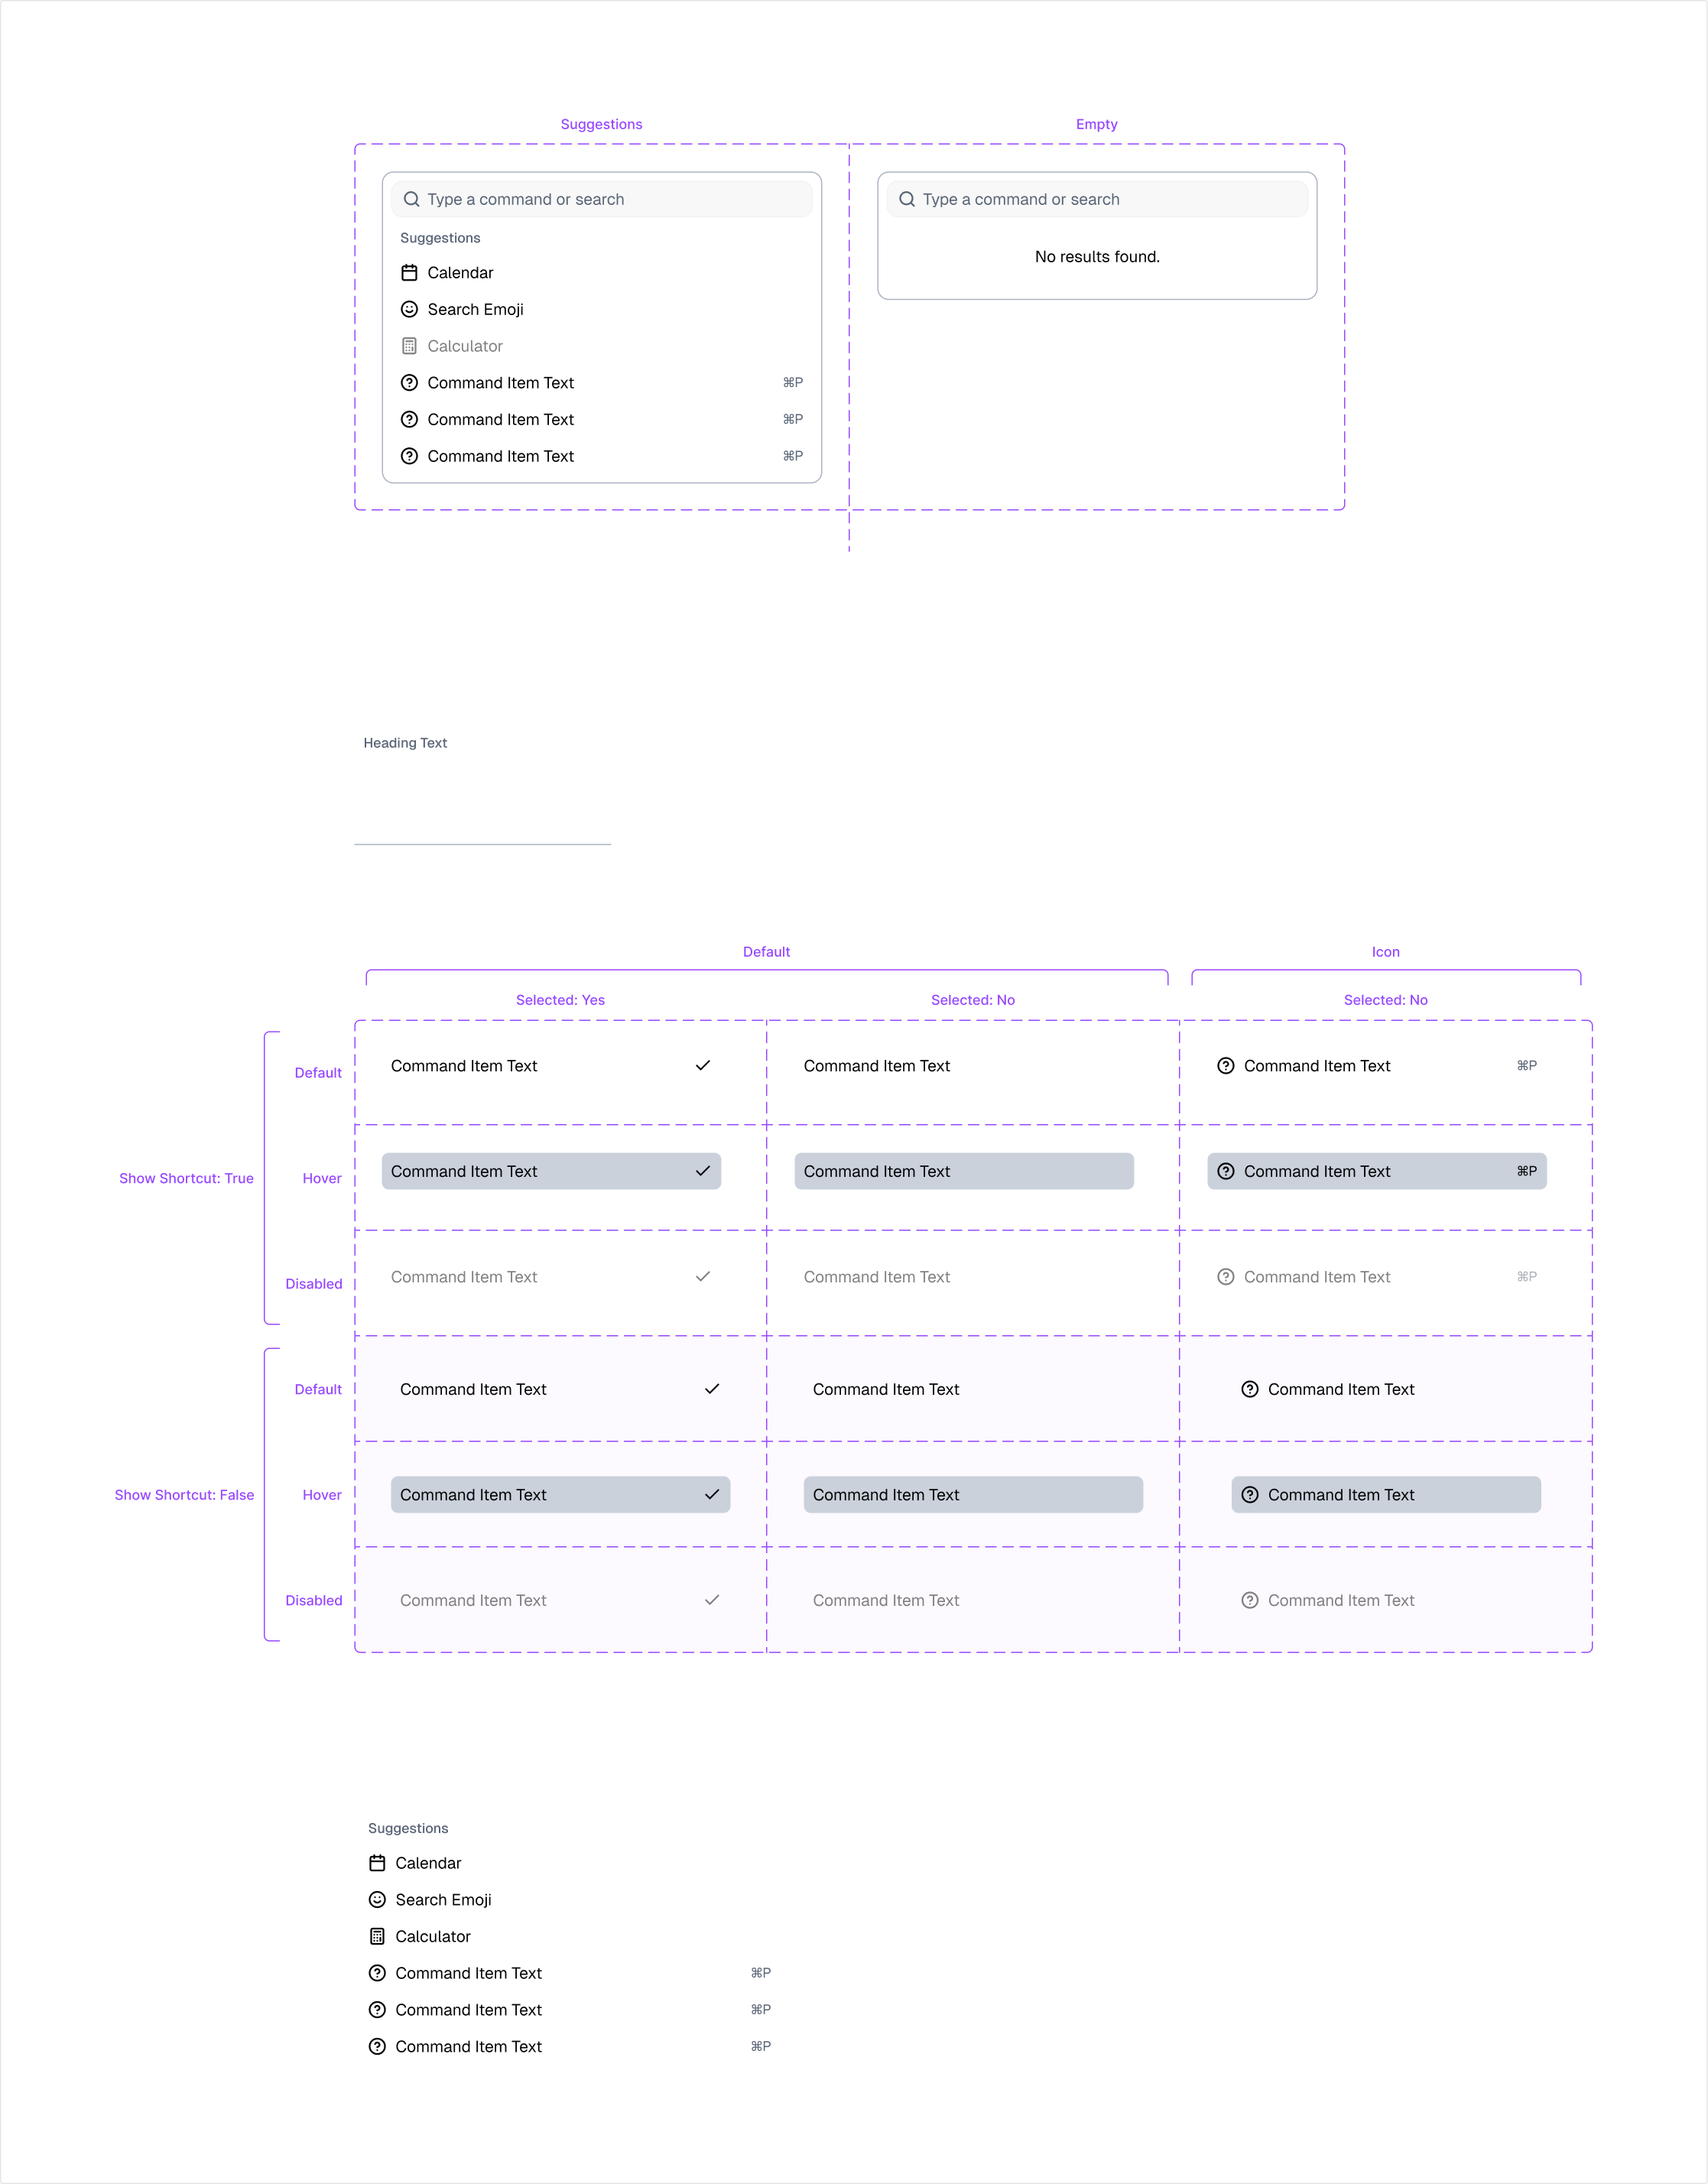 Suggestions
Empty
Type a command or search
Suggestions
Calendar
Search Emoji
Calculator
Command Item Text ⌘P
Command Item Text ⌘P
Command Item Text ⌘P
Type a command or search
No results found.
Heading Text
Default
Icon
Selected: Yes
Selected: No
Selected: No
Show Shortcut: True
Default
Command Item Text
Command Item Text
Command Item Text ⌘P
Hover
Command Item Text
Command Item Text
Command Item Text ⌘P
Disabled
Command Item Text
Command Item Text
Command Item Text ⌘P
Show Shortcut: False
Default
Command Item Text
Command Item Text
Command Item Text
Hover
Command Item Text
Command Item Text
Command Item Text
Disabled
Command Item Text
Command Item Text
Command Item Text
Suggestions
Calendar
Search Emoji
Calculator
Command Item Text ⌘P
Command Item Text ⌘P
Command Item Text ⌘P